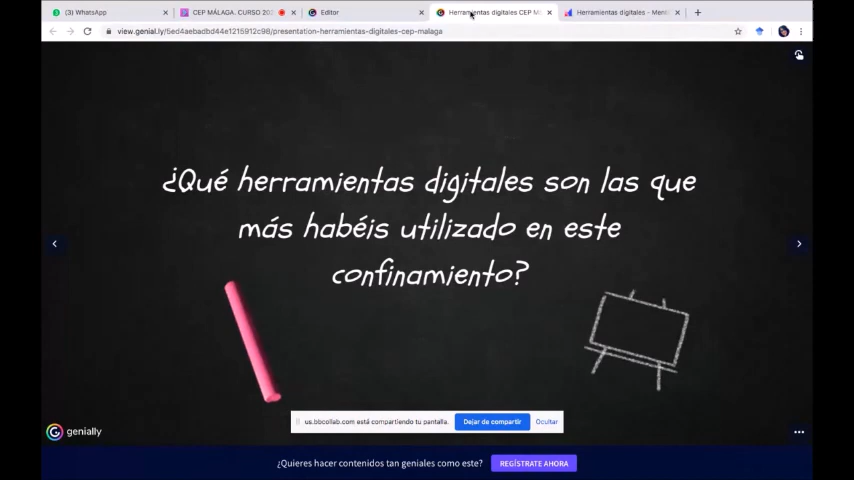 (3) WhatsApp
CEP MÁLAGA. CURSO 202
Editor
Herramientas digitales CEP M
Herramientas digitales - Menti
view.genial.ly/5ed4aebadbd44e1215912c98/presentation-herramientas-digitales-cep-malaga
¿Qué herramientas digitales son las que
más habéis utilizado en este
confinamiento?
us.bbcollab.com está compartiendo tu pantalla.
Dejar de compartir
Ocultar
genially
¿Quieres hacer contenidos tan geniales como este?
REGÍSTRATE AHORA